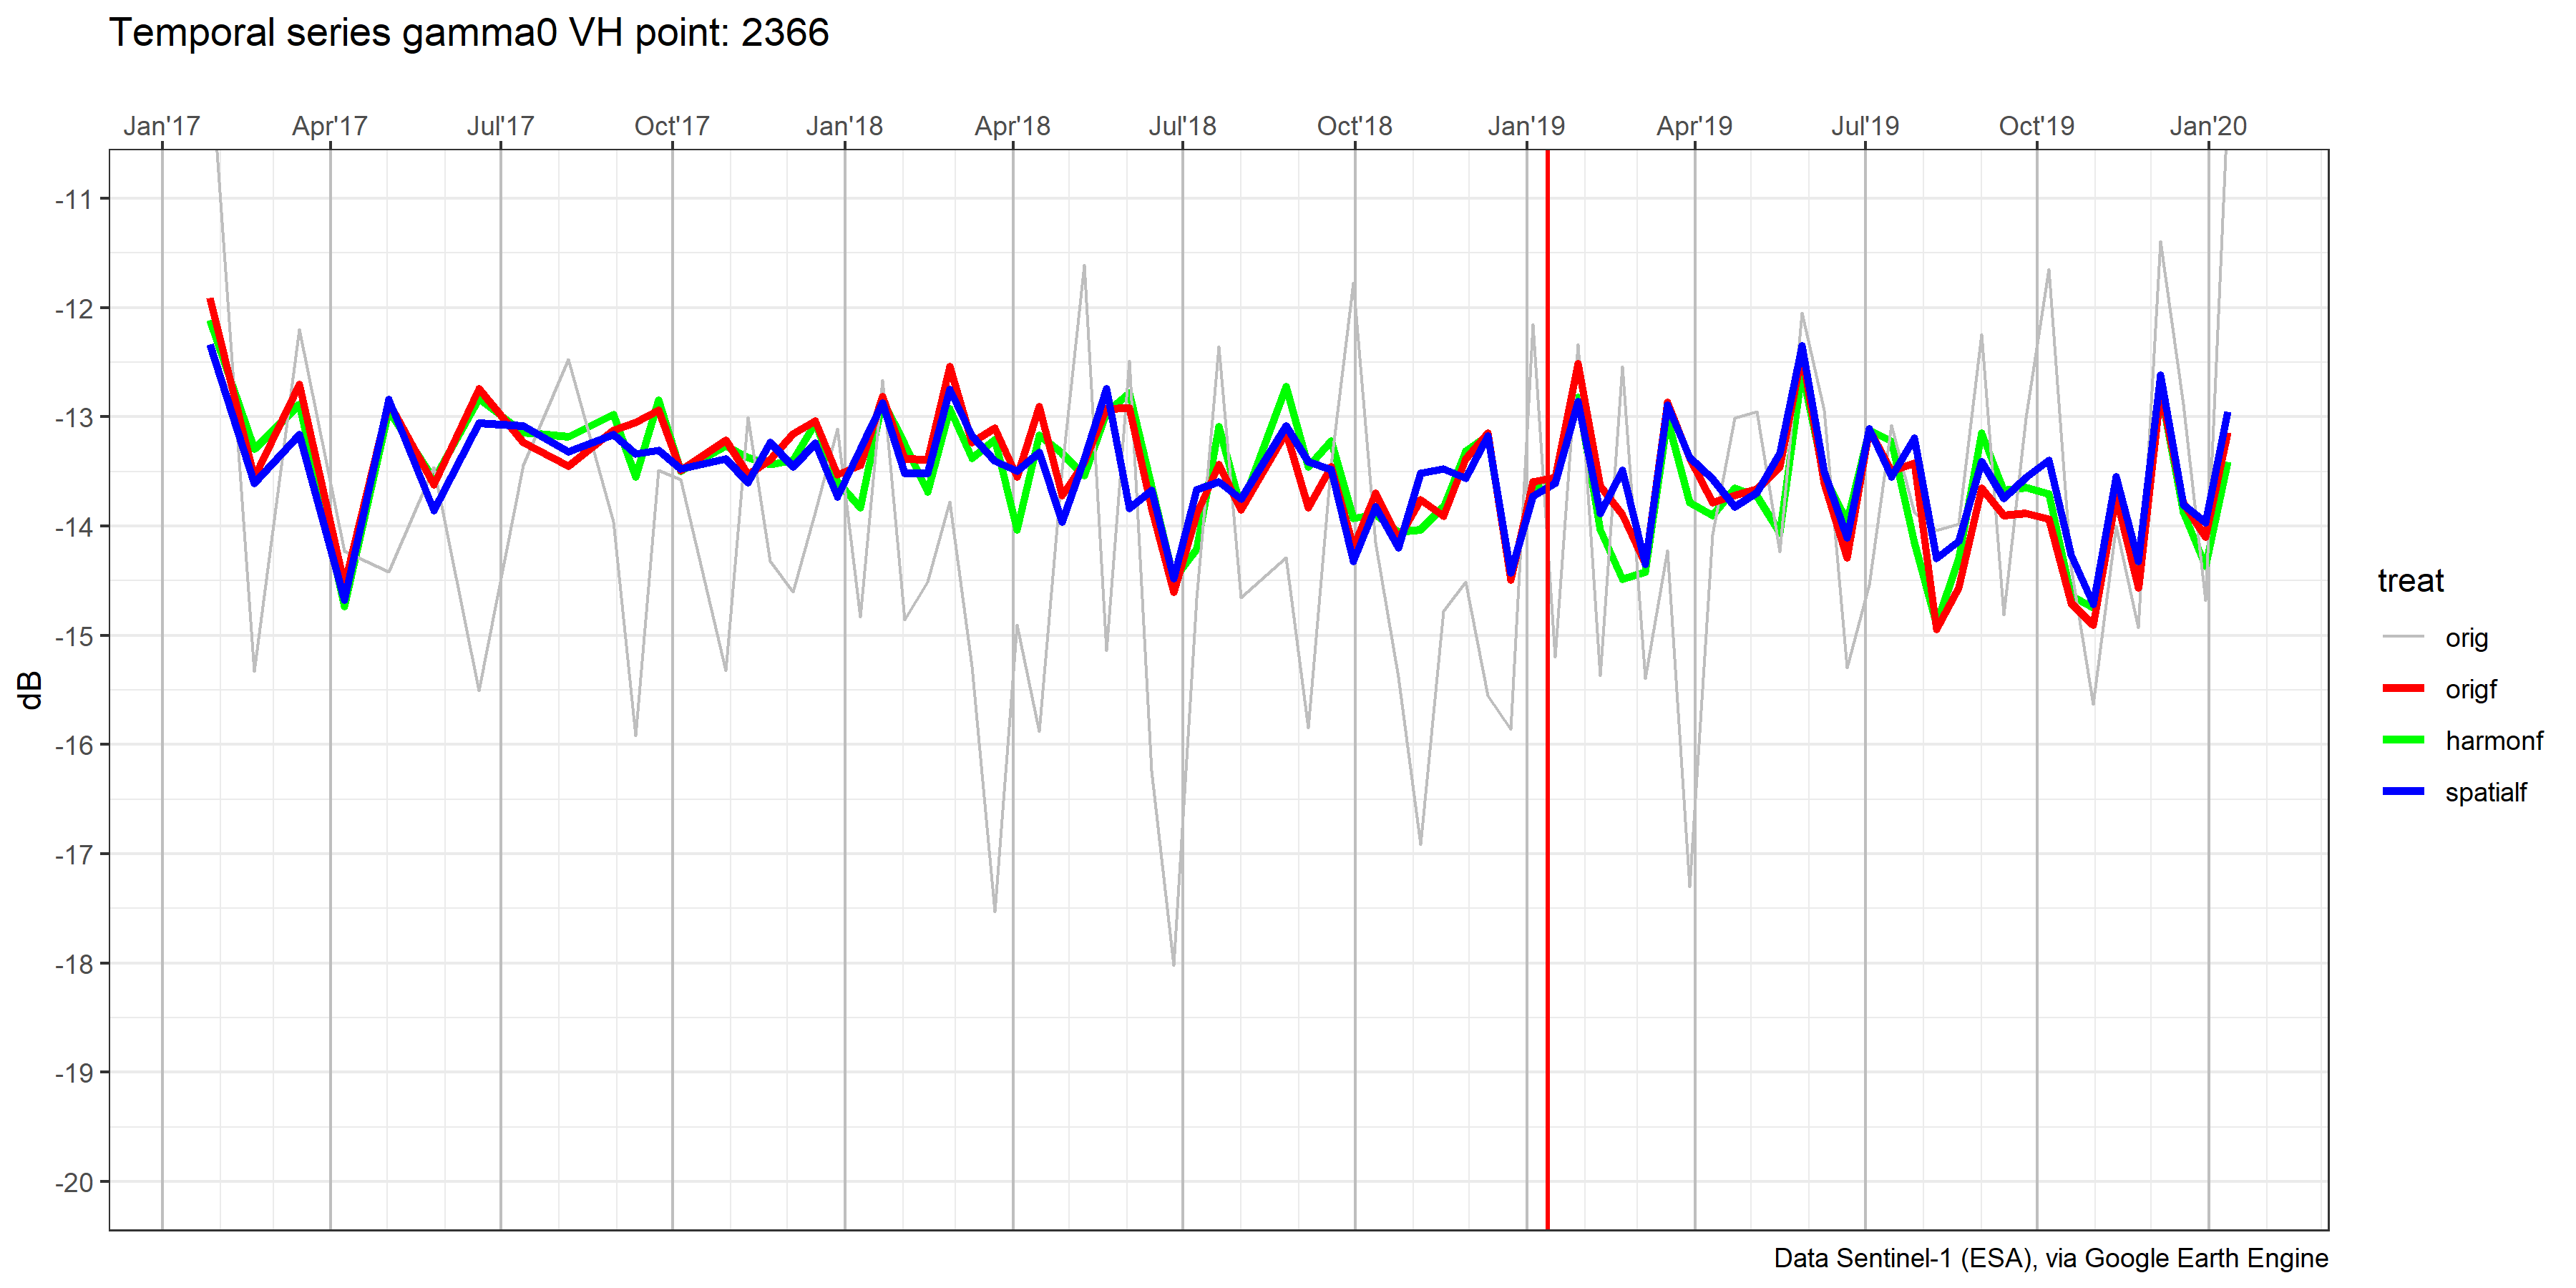 Temporal series gamma0 VH point: 2366
Jan'17 Apr'17 Jul'17 Oct'17 Jan'18 Apr'18 Jul'18 Oct'18 Jan'19 Apr'19 Jul'19 Oct'19 Jan'20
-11
-12
-13
-14
-15
-16
-17
-18
-19
-20
dB
treat
orig
origf
harmonf
spatialf
Data Sentinel-1 (ESA), via Google Earth Engine